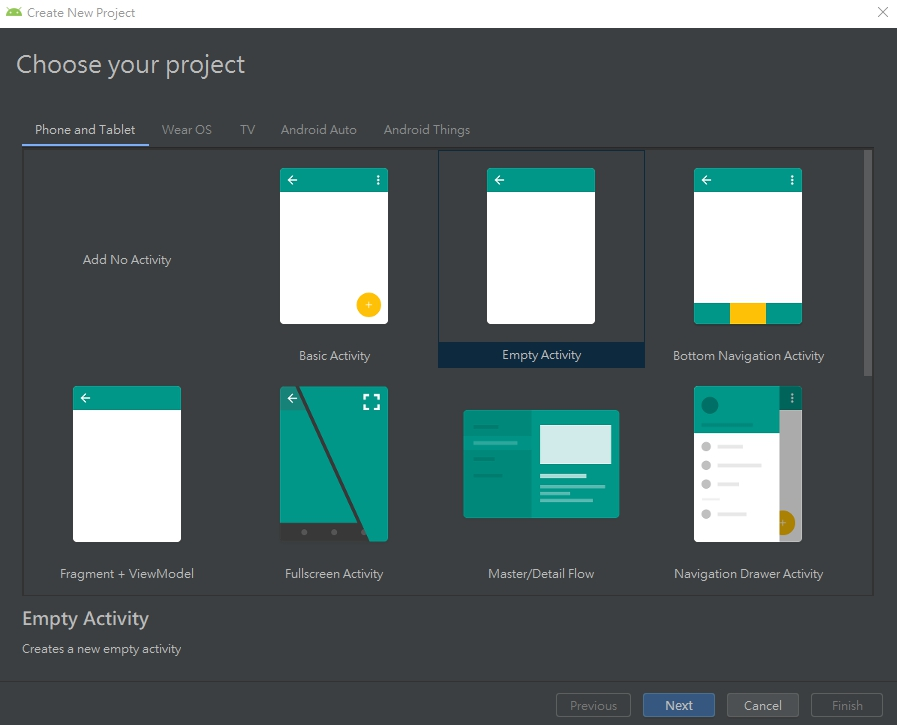 Create New Project
Choose your project
Phone and Tablet Wear OS TV Android Auto Android Things
Add No Activity
Basic Activity Empty Activity Bottom Navigation Activity
Fragment + ViewModel Fullscreen Activity Master/Detail Flow Navigation Drawer Activity
Empty Activity
Creates a new empty activity
Previous Next Cancel Finish